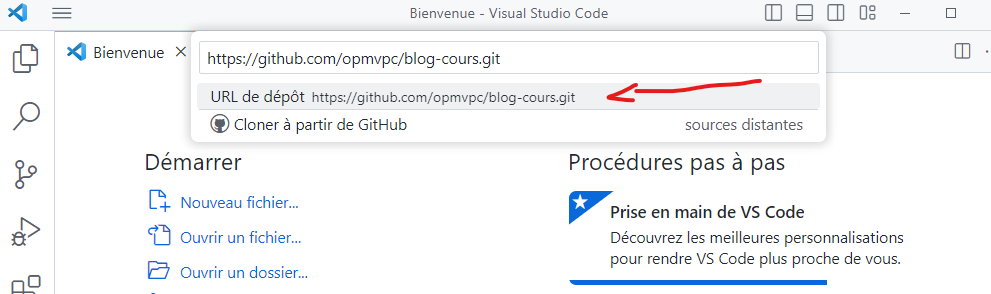 Bienvenue - Visual Studio Code
Bienvenue
https://github.com/opmvpc/blog-cours.git
URL de dépôt https://github.com/opmvpc/blog-cours.git
Cloner à partir de GitHub sources distantes
Démarrer
Nouveau fichier...
Ouvrir un fichier...
Ouvrir un dossier...
Procédures pas à pas
Prise en main de VS Code
Découvrez les meilleures personnalisations
pour rendre VS Code plus proche de vous.